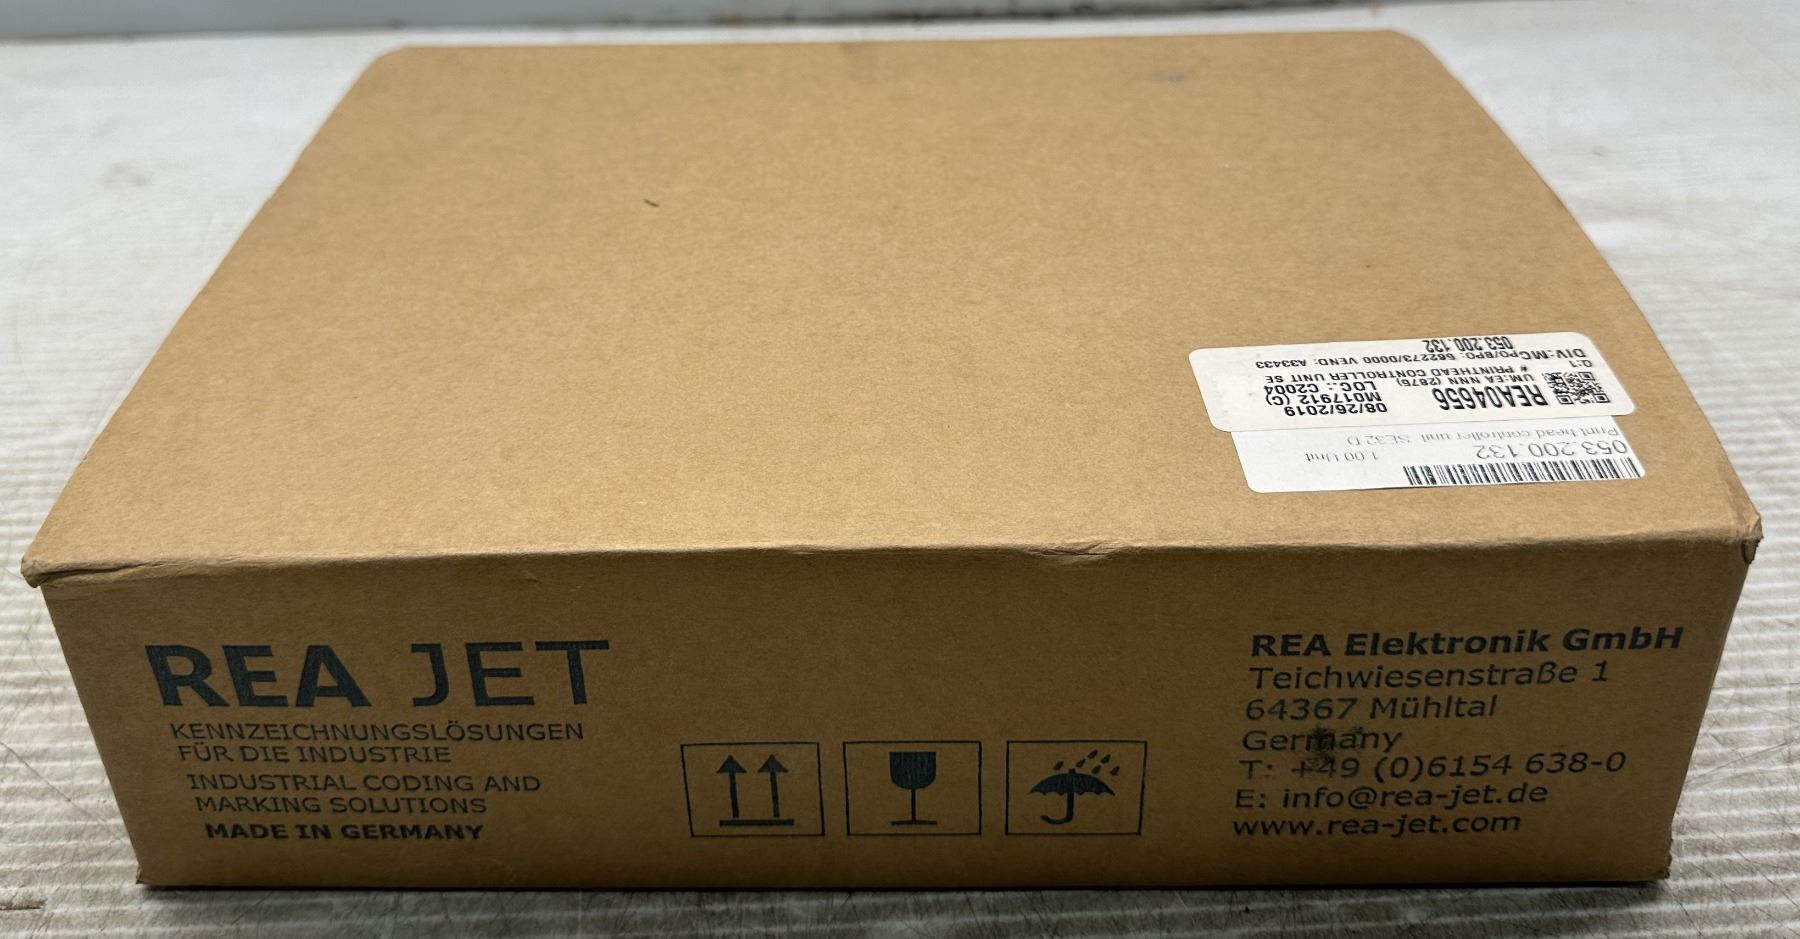 REA JET
KENNZEICHNUNGSLÖSUNGEN
FÜR DIE INDUSTRIE
INDUSTRIAL CODING AND
MARKING SOLUTIONS
MADE IN GERMANY
REA Elektronik GmbH
Teichwiesenstraße 1
64367 Mühltal
Germany
T: +49 (0)6154 638-0
E: info@rea-jet.de
www.rea-jet.com
053.200.132
1.00 Unit
Print head controller unit SE32 D
08/26/2019
REA04656
M017912 (C)
LOC.: C2004
UM:EA NNN (2876)
# PRINTHEAD CONTROLLER UNIT SE
Q:1
DIV:MCPO/BPO: 562273/0000 VEND: A33433
053.200.132